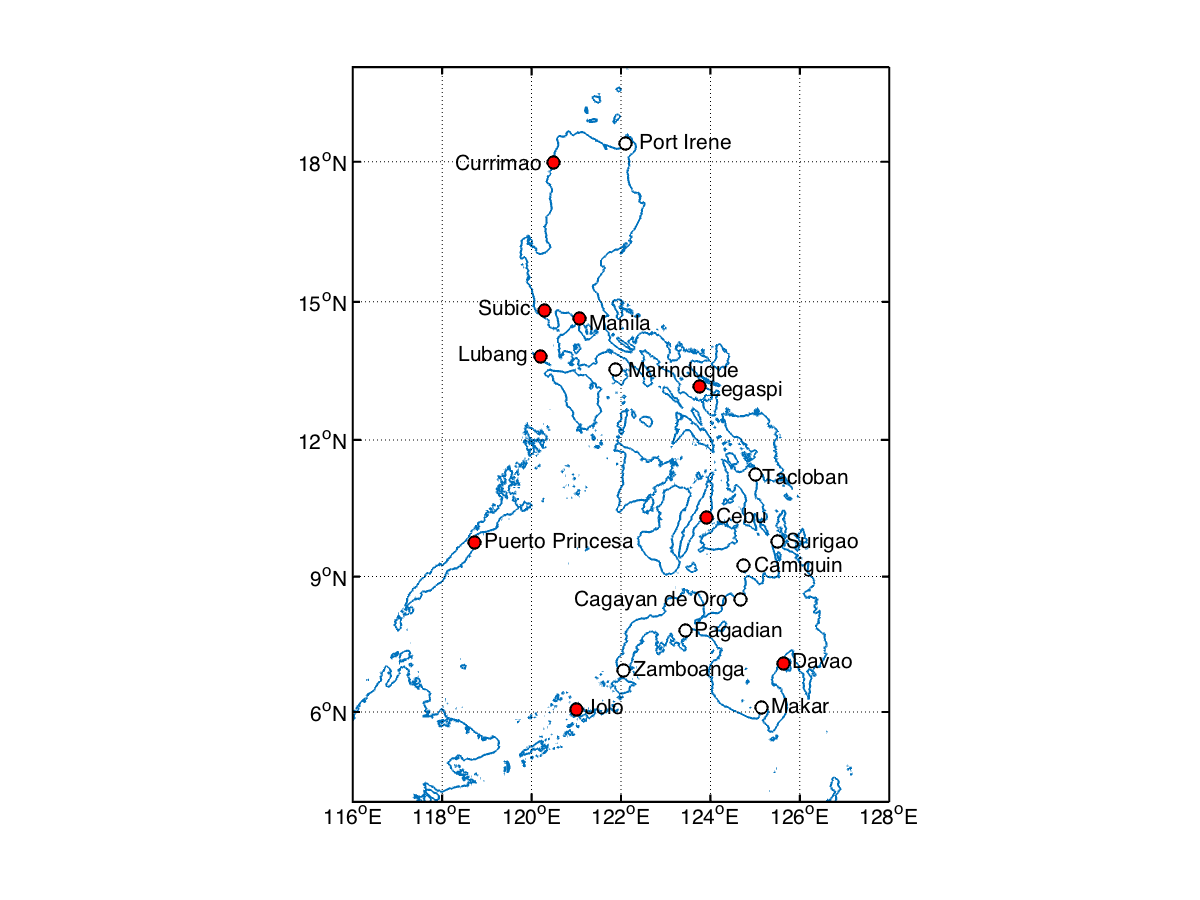 Port Irene
Currimao
18°N
15°N
Subic
Manila
Lubang
Marinduque
Legaspi
12°N
Tacloban
Cebu
Puerto Princesa
Surigao
Camiguin
9°N
Cagayan de Oro
Pagadian
Davao
Zamboanga
Jolo
Makar
6°N
116°E 118°E 120°E 122°E 124°E 126°E 128°E